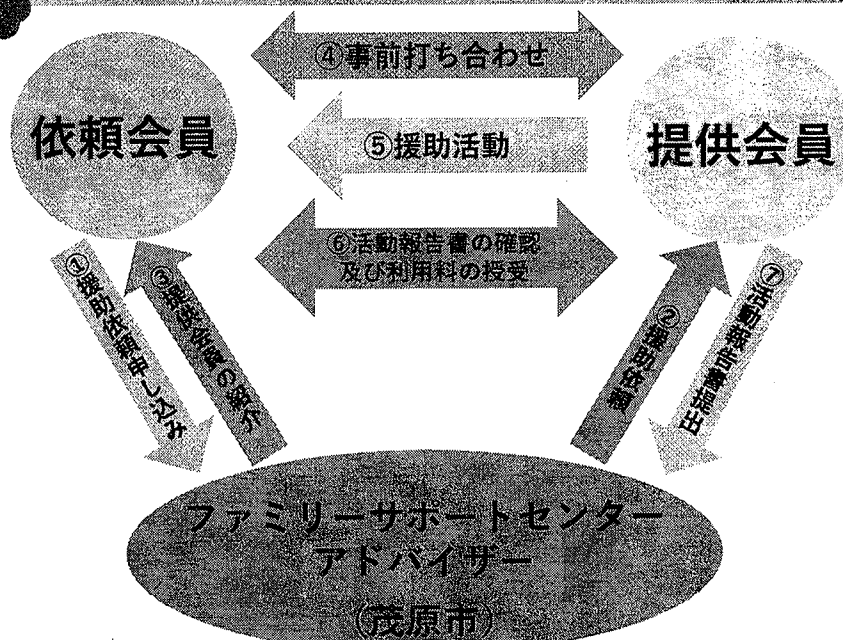 ④事前打ち合わせ
依頼会員
提供会員
⑤援助活動
⑥活動報告書の確認
及び利用料の授受
①援助依頼申し込み
③提供会員の紹介
②援助依頼
⑦活動報告書提出
ファミリーサポートセンター
アドバイザー
(茂原市)